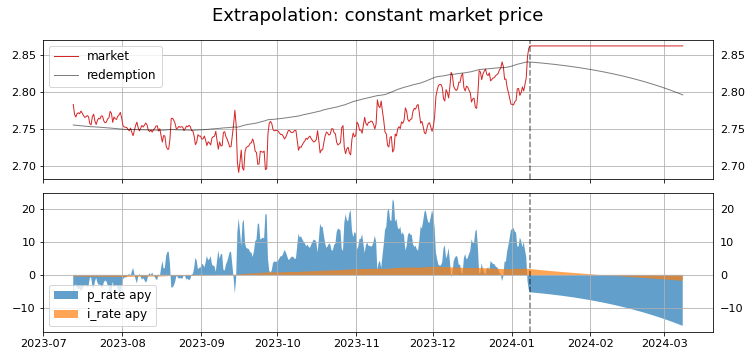 Extrapolation: constant market price
2.85
2.80
2.75
2.70
market
redemption
2.85
2.80
2.75
2.70
20
10
0
−10
p_rate apy
i_rate apy
20
10
0
−10
2023-07 2023-08 2023-09 2023-10 2023-11 2023-12 2024-01 2024-02 2024-03